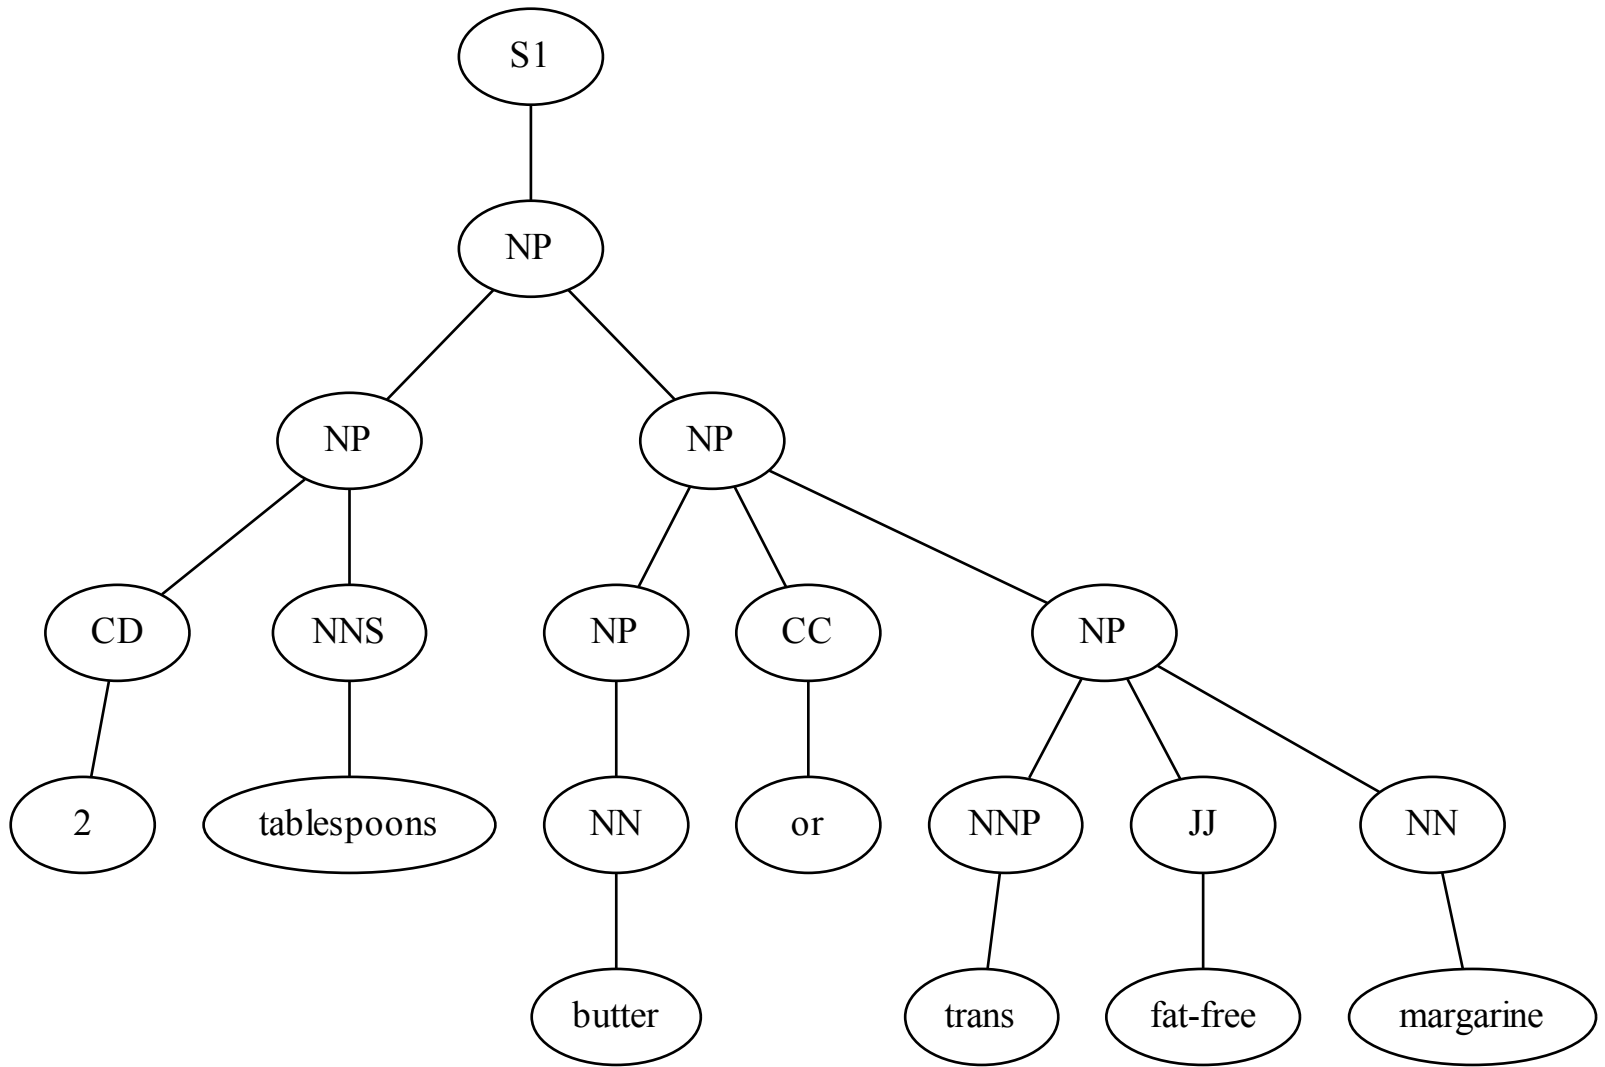 S1
NP
NP NP
CD NNS NP CC NP
2 tablespoons NN or NNP JJ NN
butter trans fat-free margarine